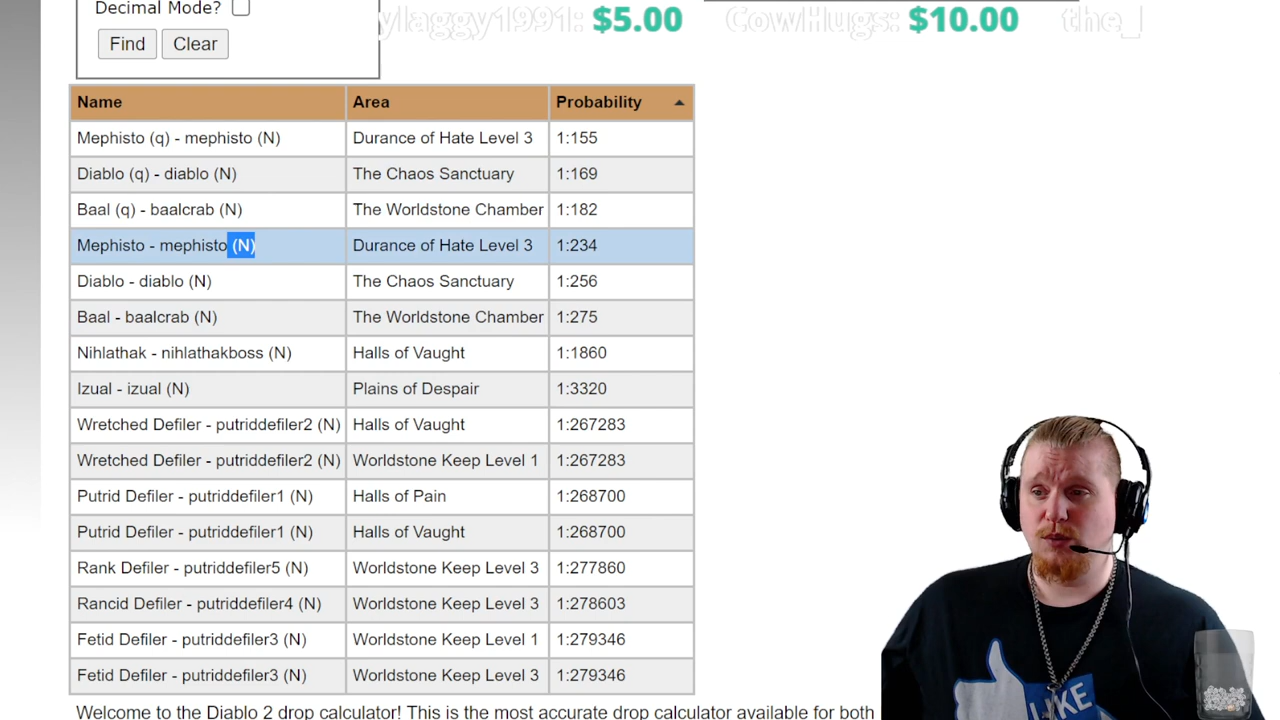 Decimal Mode?
ylaggy1991: $5.00 CowHugs: $10.00 the_
Find Clear
Name Area Probability
Mephisto (q) - mephisto (N) Durance of Hate Level 3 1:155
Diablo (q) - diablo (N) The Chaos Sanctuary 1:169
Baal (q) - baalcrab (N) The Worldstone Chamber 1:182
Mephisto - mephisto (N) Durance of Hate Level 3 1:234
Diablo - diablo (N) The Chaos Sanctuary 1:256
Baal - baalcrab (N) The Worldstone Chamber 1:275
Nihlathak - nihlathakboss (N) Halls of Vaught 1:1860
Izual - izual (N) Plains of Despair 1:3320
Wretched Defiler - putriddefiler2 (N) Halls of Vaught 1:267283
Wretched Defiler - putriddefiler2 (N) Worldstone Keep Level 1 1:267283
Putrid Defiler - putriddefiler1 (N) Halls of Pain 1:268700
Putrid Defiler - putriddefiler1 (N) Halls of Vaught 1:268700
Rank Defiler - putriddefiler5 (N) Worldstone Keep Level 3 1:277860
Rancid Defiler - putriddefiler4 (N) Worldstone Keep Level 3 1:278603
Fetid Defiler - putriddefiler3 (N) Worldstone Keep Level 1 1:279346
Fetid Defiler - putriddefiler3 (N) Worldstone Keep Level 3 1:279346
Welcome to the Diablo 2 drop calculator! This is the most accurate drop calculator available for both
LIKE